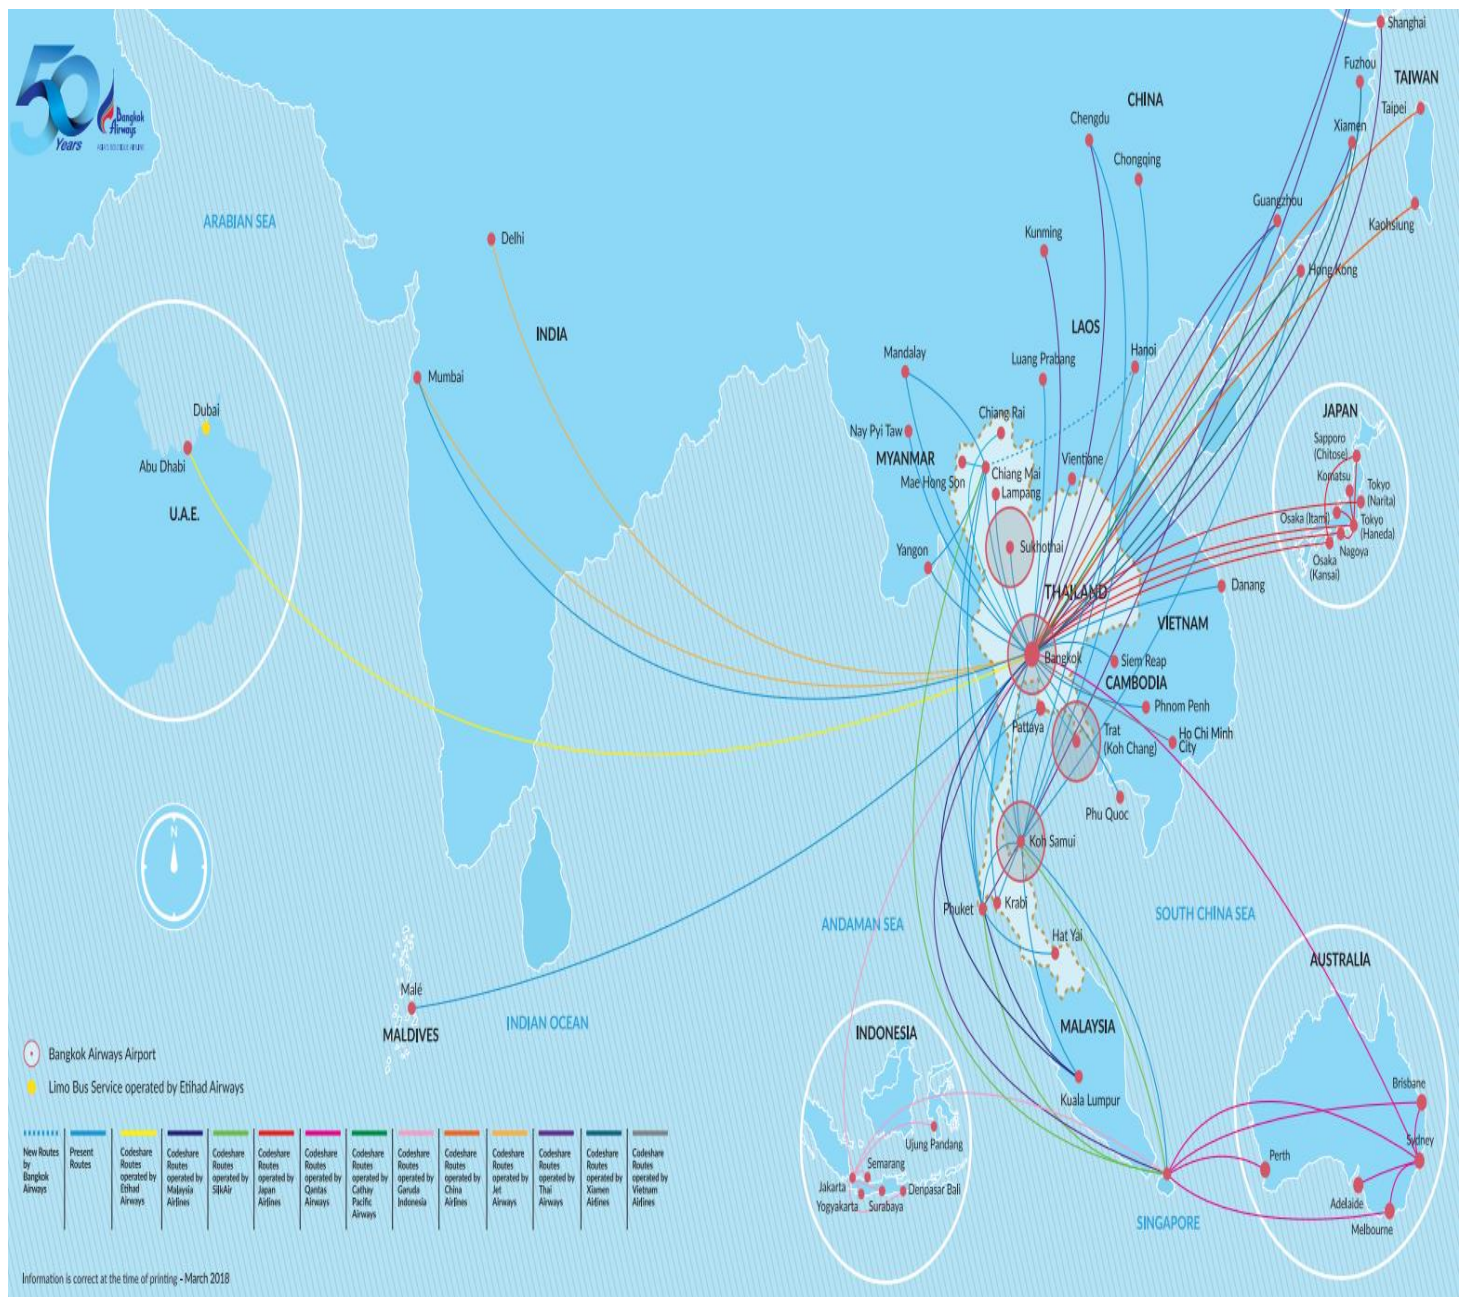 50
Years
Bangkok
Airways
Shanghai
Fuzhou
TAIWAN
CHINA
Taipei
Chengdu
Xiamen
Chongqing
Guangzhou
Kaohsiung
ARABIAN SEA
Delhi
Kunming
Hong Kong
INDIA
LAOS
Mandalay
Luang Prabang
Hanoi
Mumbai
Dubai
Abu Dhabi
U.A.E.
Chiang Rai
Nay Pyi Taw
MYANMAR
Mae Hong Son
Chiang Mai
Lampang
Vientiane
Sukhothai
Yangon
THAILAND
JAPAN
Sapporo
(Chitose)
Komatsu
Tokyo
(Narita)
Osaka (Itami)
Tokyo
(Haneda)
Nagoya
Osaka
(Kansai)
Danang
VIETNAM
Bangkok
Siem Reap
CAMBODIA
Phnom Penh
Pattaya
Trat
(Koh Chang)
Ho Chi Minh
City
Phu Quoc
N
Koh Samui
Phuket
Krabi
ANDAMAN SEA
SOUTH CHINA SEA
Hat Yai
AUSTRALIA
Malé
MALDIVES
INDIAN OCEAN
INDONESIA
MALAYSIA
Kuala Lumpur
Brisbane
Ujung Pandang
Sydney
Semarang
Perth
Jakarta
Denpasar Bali
Yogyakarta
Surabaya
Adelaide
Melbourne
SINGAPORE
Bangkok Airways Airport
Limo Bus Service operated by Etihad Airways
New Routes
by
Bangkok
Airways
Present
Routes
Codeshare
Routes
operated by
Etihad
Airways
Codeshare
Routes
operated by
Malaysia
Airlines
Codeshare
Routes
operated by
SilkAir
Codeshare
Routes
operated by
Japan
Airlines
Codeshare
Routes
operated by
Qantas
Airways
Codeshare
Routes
operated by
Cathay
Pacific
Airways
Codeshare
Routes
operated by
Garuda
Indonesia
Codeshare
Routes
operated by
China
Airlines
Codeshare
Routes
operated by
Jet
Airways
Codeshare
Routes
operated by
Thai
Airways
Codeshare
Routes
operated by
Xiamen
Airlines
Codeshare
Routes
operated by
Vietnam
Airlines
Information is correct at the time of printing - March 2018